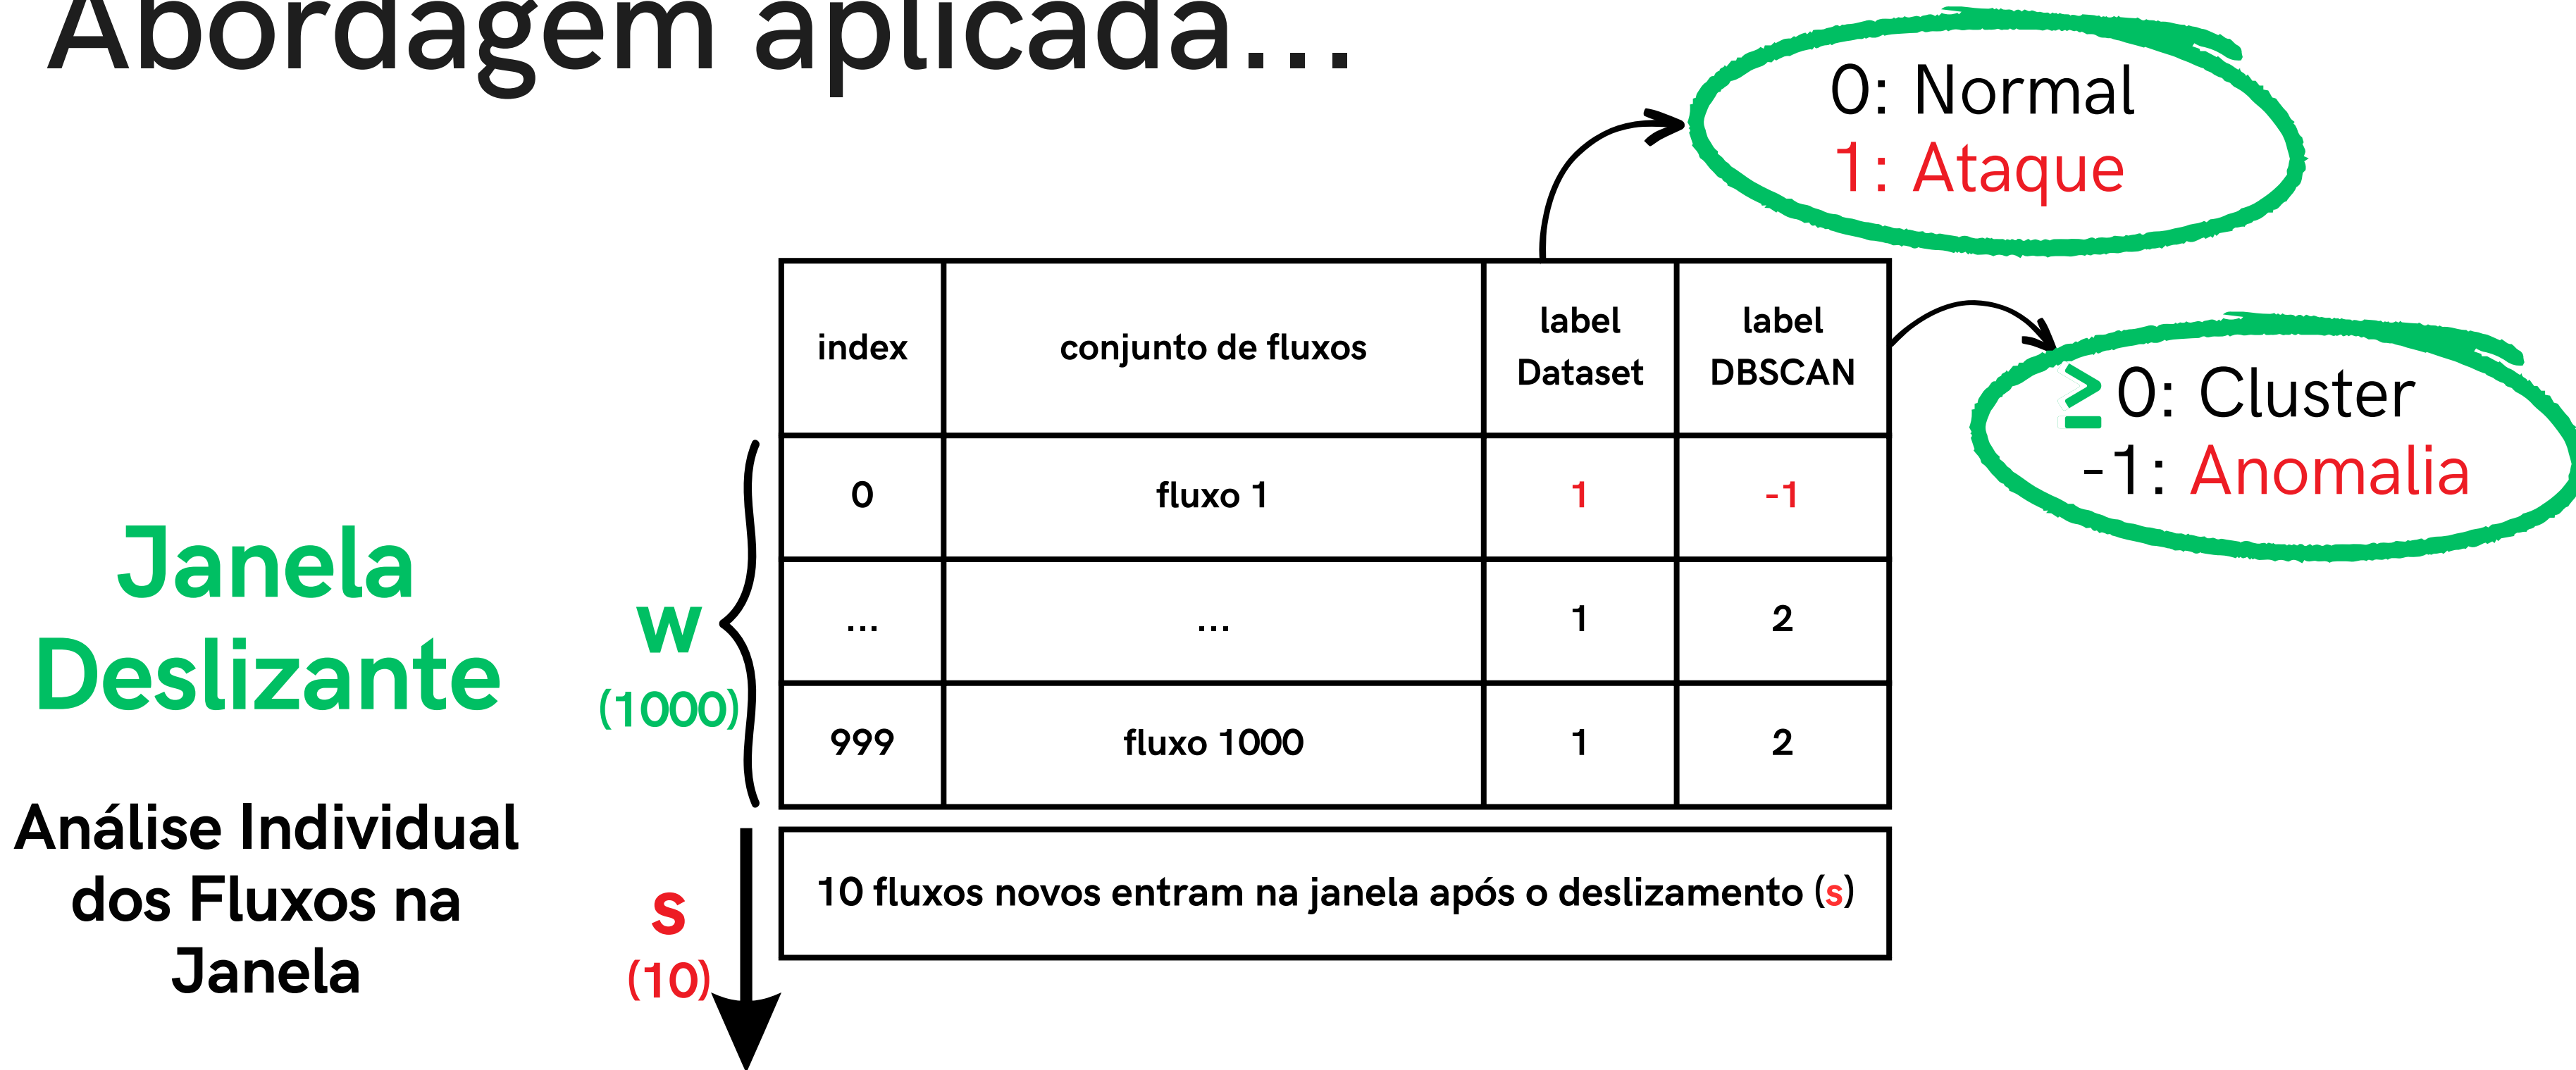 Abordagem aplicada...
0: Normal
1: Ataque
≥0: Cluster
-1: Anomalia
index
conjunto de fluxos
label
Dataset
label
DBSCAN
0
fluxo 1
1
-1
...
...
1
2
999
fluxo 1000
1
2
10 fluxos novos entram na janela após o deslizamento (s)
w
(1000)
s
(10)
Janela
Deslizante
Análise Individual
dos Fluxos na
Janela